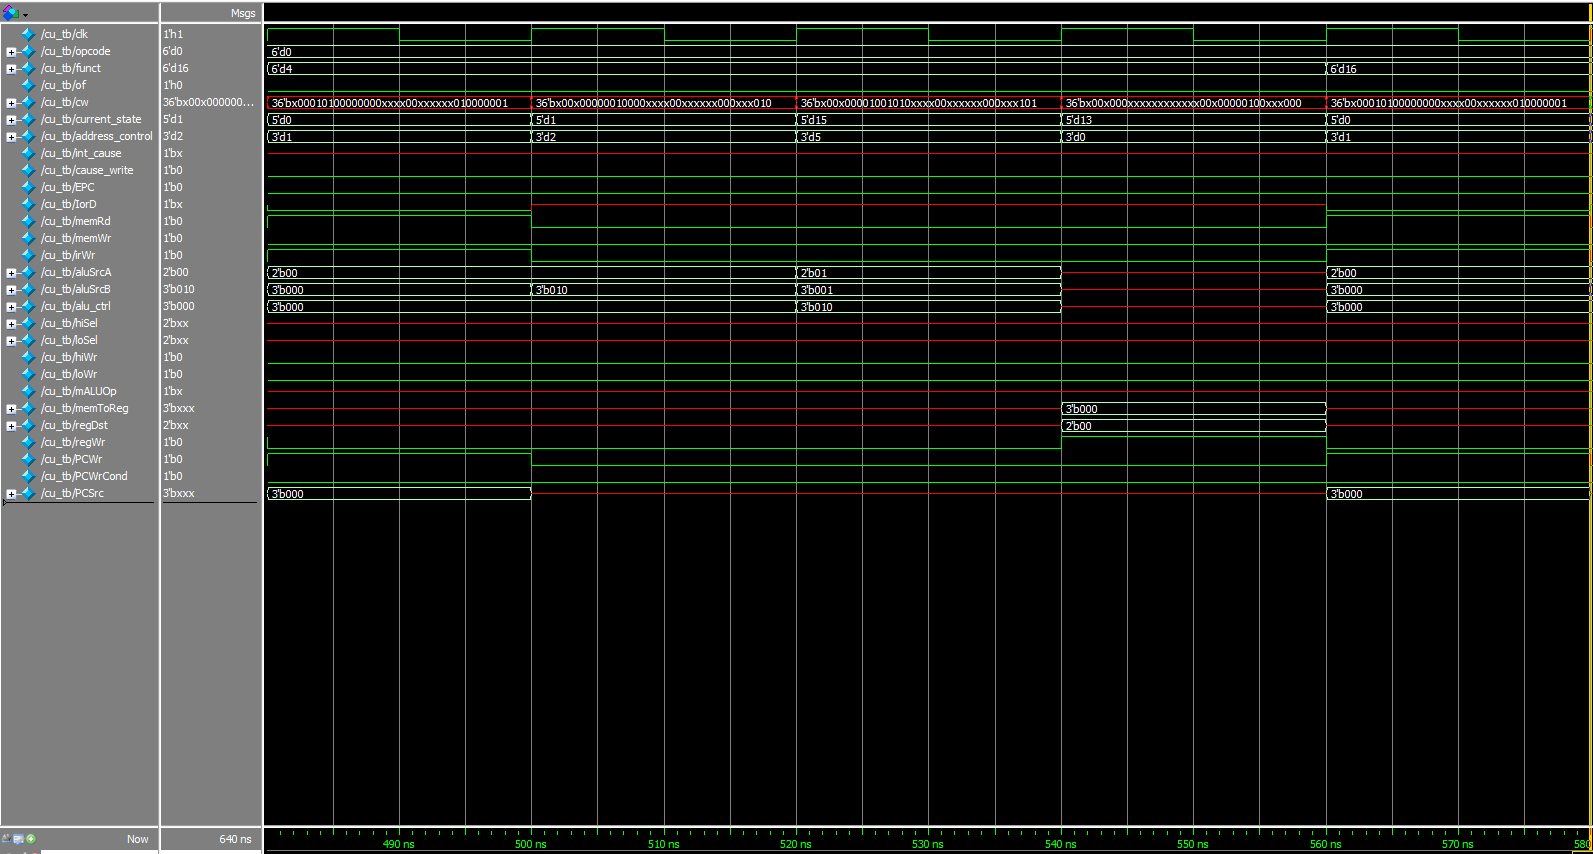 Msgs
/cu_tb/clk 1'h1
/cu_tb/opcode 6'd0 6'd0
/cu_tb/funct 6'd16 6'd4 6'd16
/cu_tb/of 1'h0
/cu_tb/cw 36'bx00x000000... 36'bx00010100000000xxxx00xxxxxx010000001 36'bx00x00000010000xxxx00xxxxxx000xxx010 36'bx00x00001001010xxxx00xxxxxx000xxx101 36'bx00x000xxxxxxxxxxxx00x00000100xxx000 36'bx00010100000000xxxx00xxxxxx010000001
/cu_tb/current_state 5'd1 5'd0 5'd1 5'd15 5'd13 5'd0
/cu_tb/address_control 3'd2 3'd1 3'd2 3'd5 3'd0 3'd1
/cu_tb/int_cause 1'bx
/cu_tb/cause_write 1'b0
/cu_tb/EPC 1'b0
/cu_tb/IorD 1'bx
/cu_tb/memRd 1'b0
/cu_tb/memWr 1'b0
/cu_tb/irWr 1'b0
/cu_tb/aluSrcA 2'b00 2'b00 2'b01 2'b00
/cu_tb/aluSrcB 3'b010 3'b000 3'b010 3'b001 3'b000
/cu_tb/alu_ctrl 3'b000 3'b000 3'b010 3'b000
/cu_tb/hiSel 2'bxx
/cu_tb/loSel 2'bxx
/cu_tb/hiWr 1'b0
/cu_tb/loWr 1'b0
/cu_tb/mALUOp 1'bx
/cu_tb/memToReg 3'bxxx 3'b000
/cu_tb/regDst 2'bxx 2'b00
/cu_tb/regWr 1'b0
/cu_tb/PCWr 1'b0
/cu_tb/PCWrCond 1'b0
/cu_tb/PCSrc 3'bxxx 3'b000 3'b000
Now 640 ns
490 ns 500 ns 510 ns 520 ns 530 ns 540 ns 550 ns 560 ns 570 ns 580